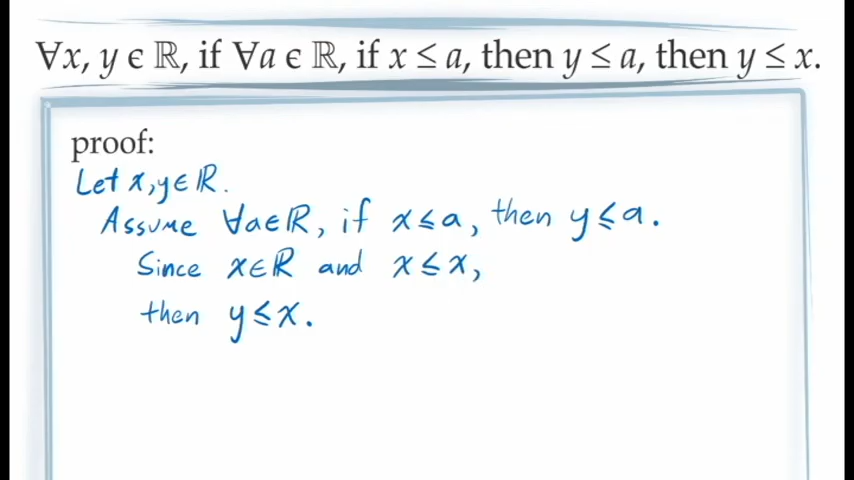 ∀x, y ϵ ℝ, if ∀a ϵ ℝ, if x ≤ a, then y ≤ a, then y ≤ x.
proof:
Let x,y ∈ ℝ.
Assume ∀a∈ℝ, if x ≤ a, then y ≤ a.
Since x∈ℝ and x ≤ x,
then y ≤ x.